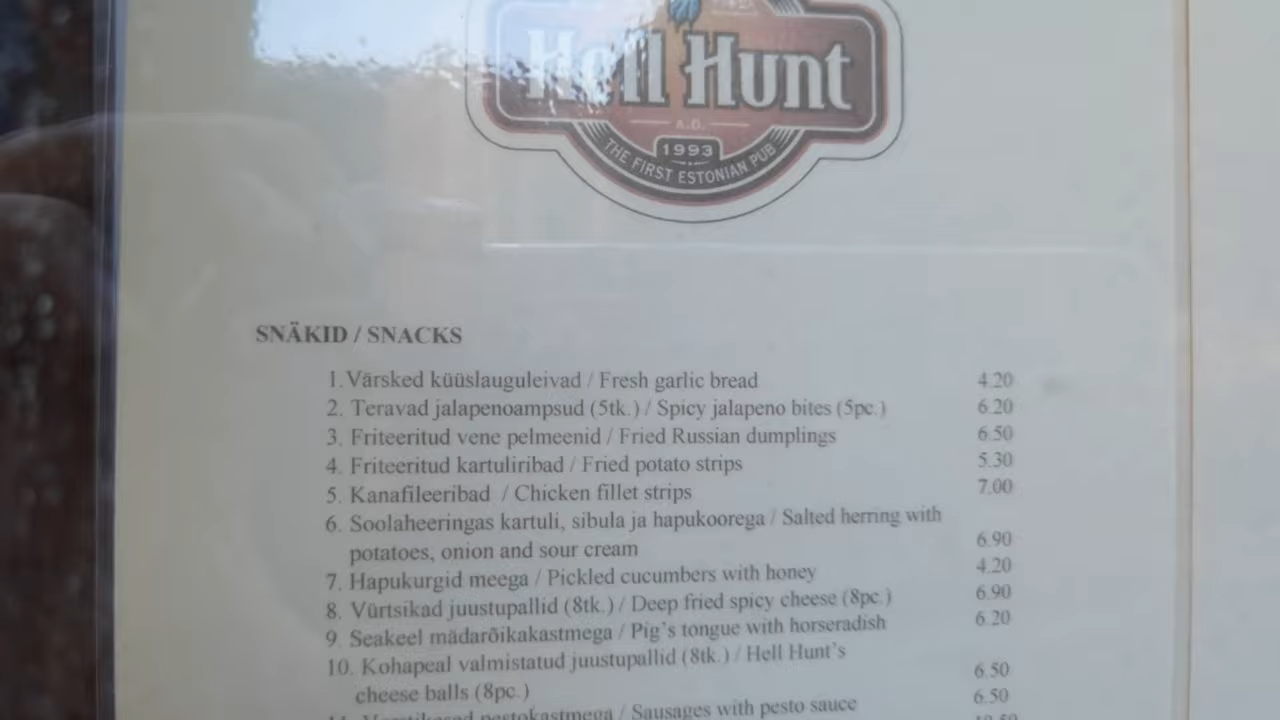 Hell Hunt
A.D.
1993
THE FIRST ESTONIAN PUB
SNÄKID / SNACKS
1. Värsked küüslauguleivad / Fresh garlic bread 4.20
2. Teravad jalapenoampsud (5tk.) / Spicy jalapeno bites (5pc.) 6.20
3. Friteeritud vene pelmeenid / Fried Russian dumplings 6.50
4. Friteeritud kartuliribad / Fried potato strips 5.30
5. Kanafileeribad / Chicken fillet strips 7.00
6. Soolaheeringas kartuli, sibula ja hapukoorega / Salted herring with
potatoes, onion and sour cream 6.90
7. Hapukurgid meega / Pickled cucumbers with honey 4.20
8. Vürtsikad juustupallid (8tk.) / Deep fried spicy cheese (8pc.) 6.90
9. Seakeel mädarõikakastmega / Pig's tongue with horseradish 6.20
10. Kohapeal valmistatud juustupallid (8tk.) / Hell Hunt's
cheese balls (8pc.) 6.50
pestokastmega / Sausages with pesto sauce 6.50